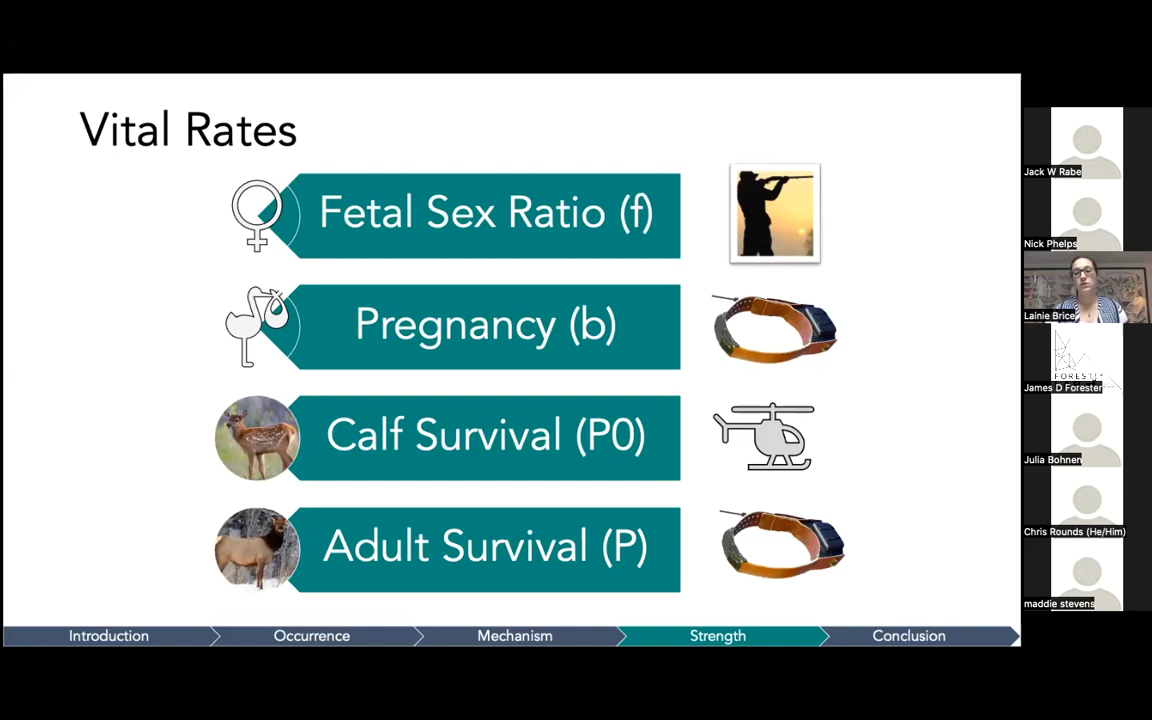 Vital Rates
Fetal Sex Ratio (f)
Pregnancy (b)
Calf Survival (P0)
Adult Survival (P)
Introduction
Occurrence
Mechanism
Strength
Conclusion
Jack W Rabe
Nick Phelps
Lainie Brice
FOREST
James D Forester
Julia Bohnen
Chris Rounds (He/Him)
maddie stevens